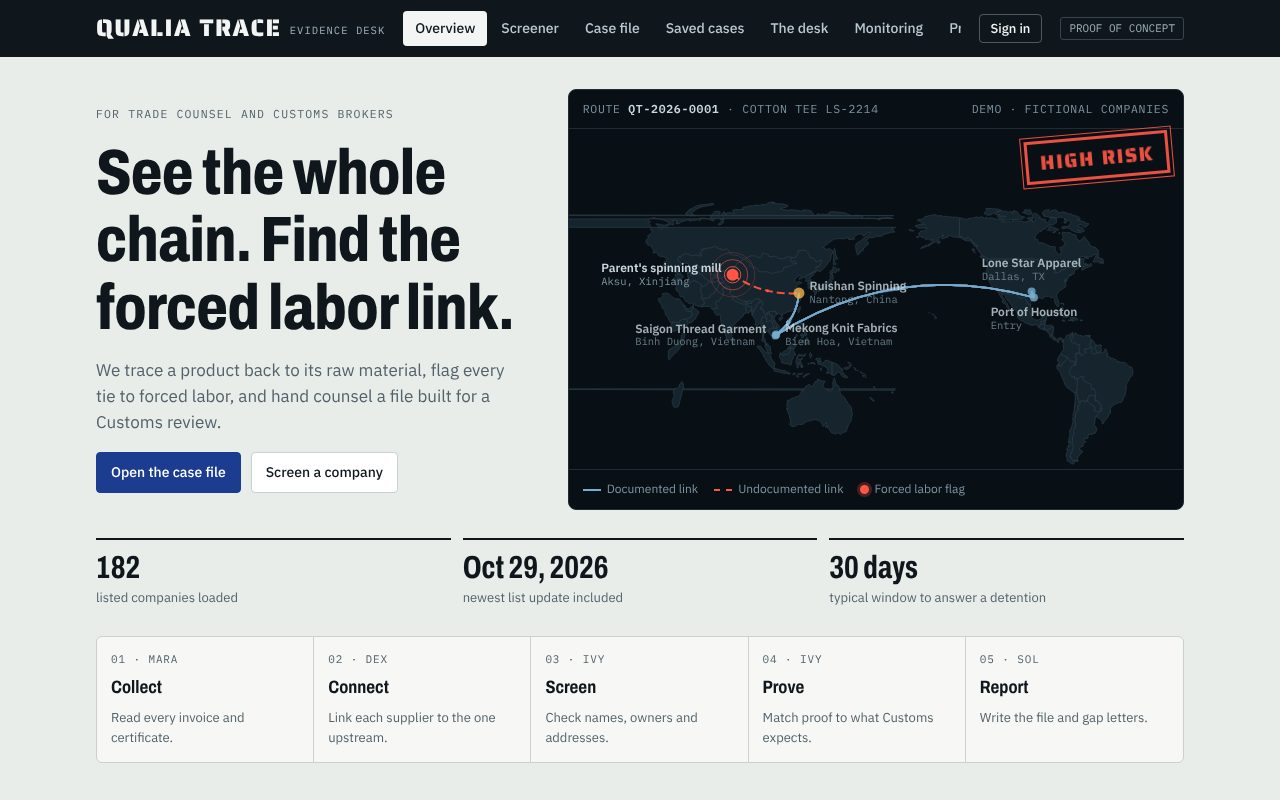 QUALIA TRACE EVIDENCE DESK Overview Screener Case file Saved cases The desk Monitoring Sign in PROOF OF CONCEPT
FOR TRADE COUNSEL AND CUSTOMS BROKERS
See the whole
chain. Find the
forced labor link.
We trace a product back to its raw material, flag every
tie to forced labor, and hand counsel a file built for a
Customs review.
Open the case file Screen a company
ROUTE QT-2026-0001 · COTTON TEE LS-2214 DEMO · FICTIONAL COMPANIES
HIGH RISK
Parent's spinning mill
Aksu, Xinjiang
Ruishan Spinning
Nantong, China
Lone Star Apparel
Dallas, TX
Port of Houston
Entry
Saigon Thread Garment
Binh Duong, Vietnam
Mekong Knit Fabrics
Bien Hoa, Vietnam
Documented link Undocumented link Forced labor flag
182
listed companies loaded
Oct 29, 2026
newest list update included
30 days
typical window to answer a detention
01 · MARA
Collect
Read every invoice and
certificate.
02 · DEX
Connect
Link each supplier to the one
upstream.
03 · IVY
Screen
Check names, owners and
addresses.
04 · IVY
Prove
Match proof to what Customs
expects.
05 · SOL
Report
Write the file and gap letters.